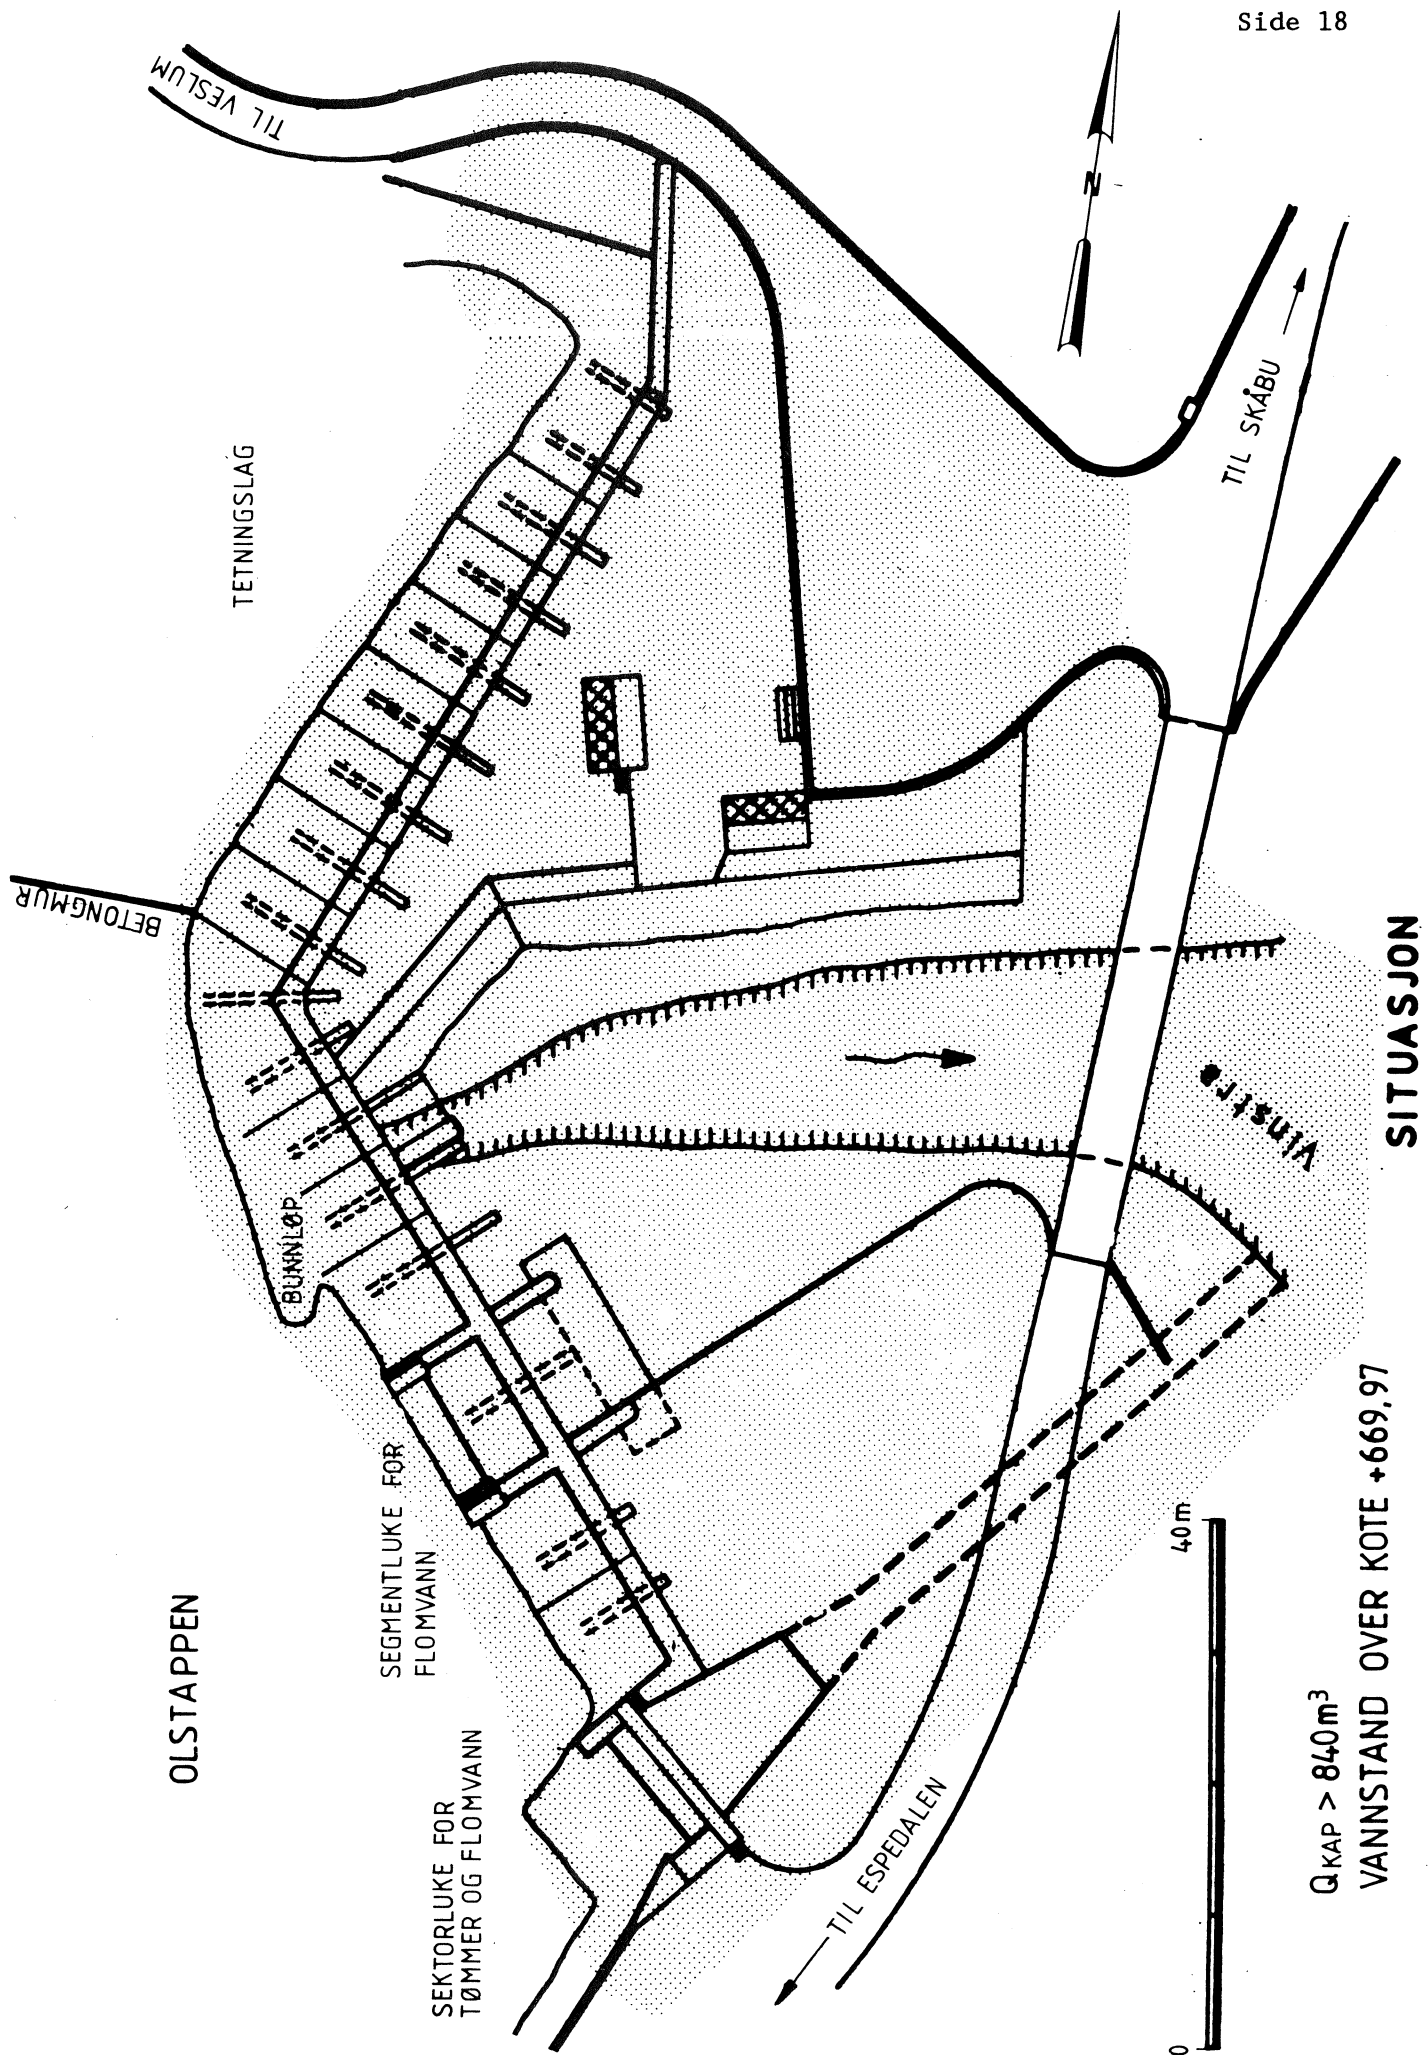 Side 18
TIL VESLUM
N
TIL SKÅBU
TETNINGSLAG
BETONGMUR
SITUASJON
Vinstra
BUNNLØP
SEGMENTLUKE FOR
FLOMVANN
OLSTAPPEN
SEKTORLUKE FOR
TØMMER OG FLOMVANN
TIL ESPEDALEN
0
40m
QKAP > 840m³
VANNSTAND OVER KOTE +669,97